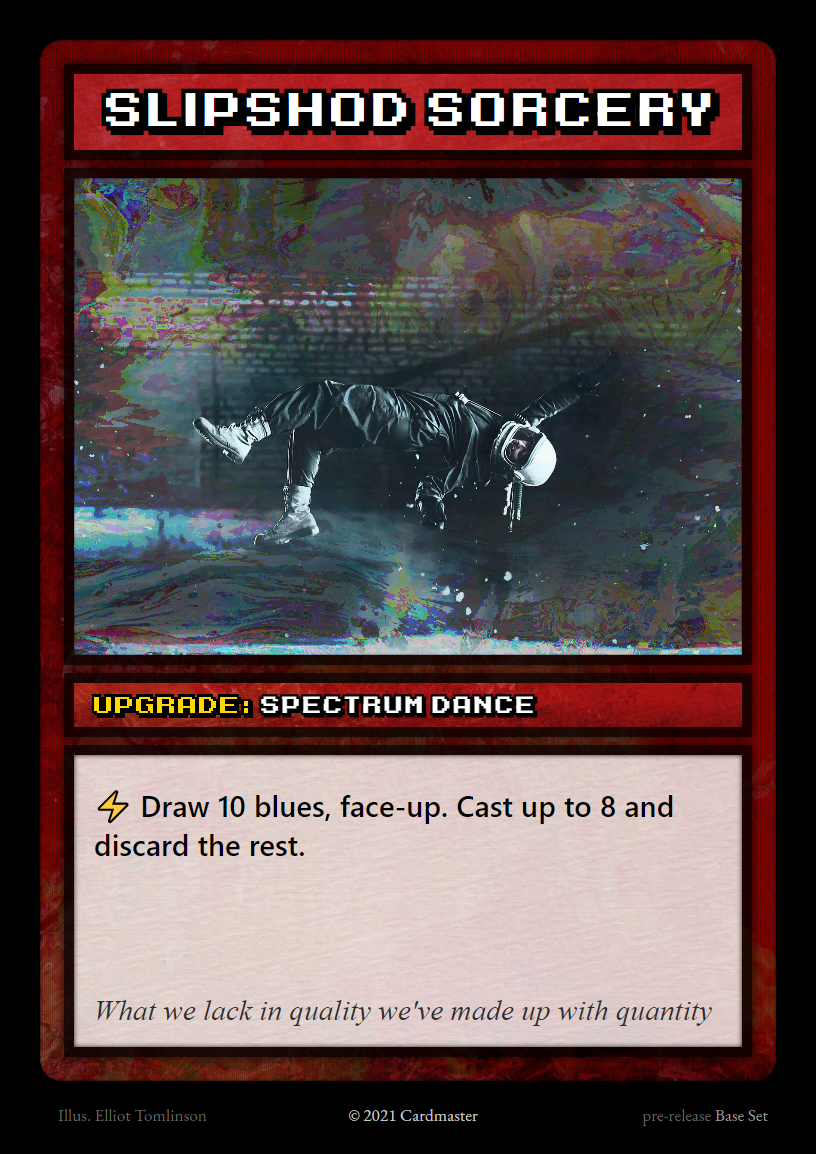 SLIPSHOD SORCERY
UPGRADE: SPECTRUM DANCE
⚡ Draw 10 blues, face-up. Cast up to 8 and
discard the rest.
What we lack in quality we've made up with quantity
Illus. Elliot Tomlinson © 2021 Cardmaster pre-release Base Set